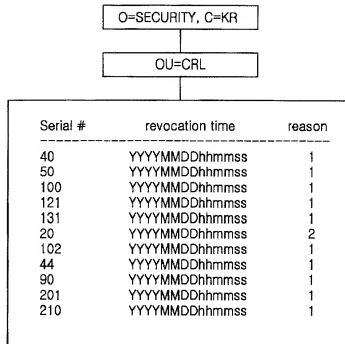 O=SECURITY, C=KR
OU=CRL
Serial # revocation time reason
40 YYYYMMDDhhmmss 1
50 YYYYMMDDhhmmss 1
100 YYYYMMDDhhmmss 1
121 YYYYMMDDhhmmss 1
131 YYYYMMDDhhmmss 1
20 YYYYMMDDhhmmss 2
102 YYYYMMDDhhmmss 1
44 YYYYMMDDhhmmss 1
90 YYYYMMDDhhmmss 1
201 YYYYMMDDhhmmss 1
210 YYYYMMDDhhmmss 1